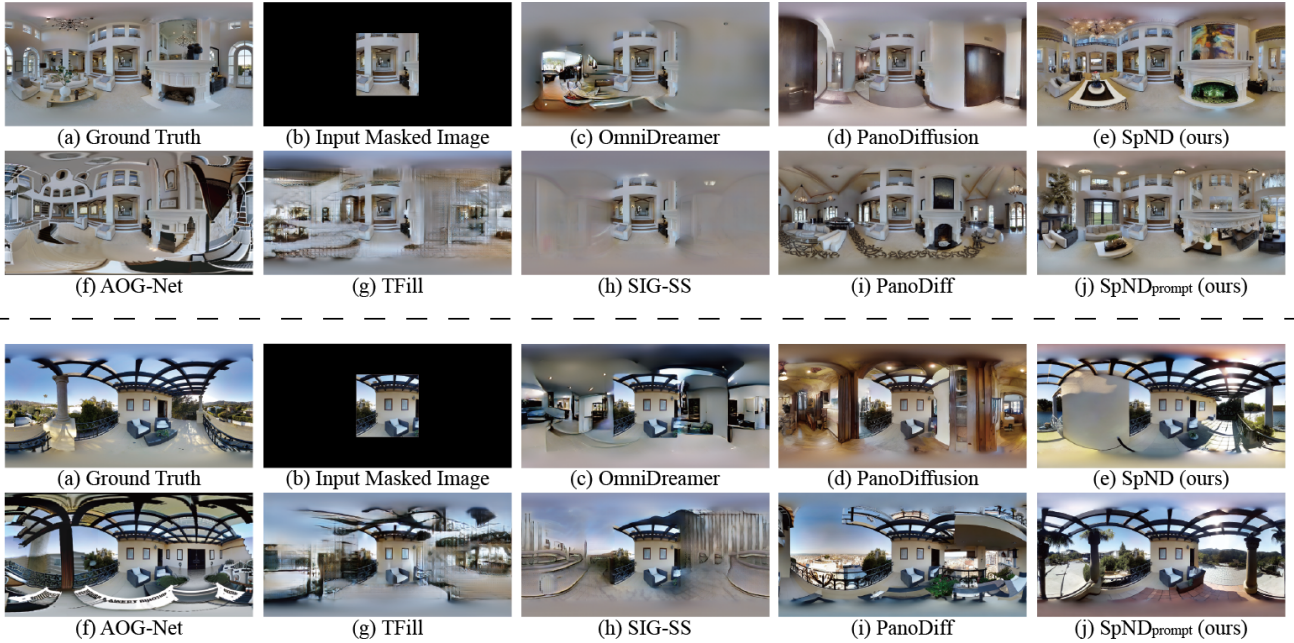 (a) Ground Truth (b) Input Masked Image (c) OmniDreamer (d) PanoDiffusion (e) SpND (ours)
(f) AOG-Net (g) TFill (h) SIG-SS (i) PanoDiff (j) SpNDprompt (ours)
(a) Ground Truth (b) Input Masked Image (c) OmniDreamer (d) PanoDiffusion (e) SpND (ours)
(f) AOG-Net (g) TFill (h) SIG-SS (i) PanoDiff (j) SpNDprompt (ours)